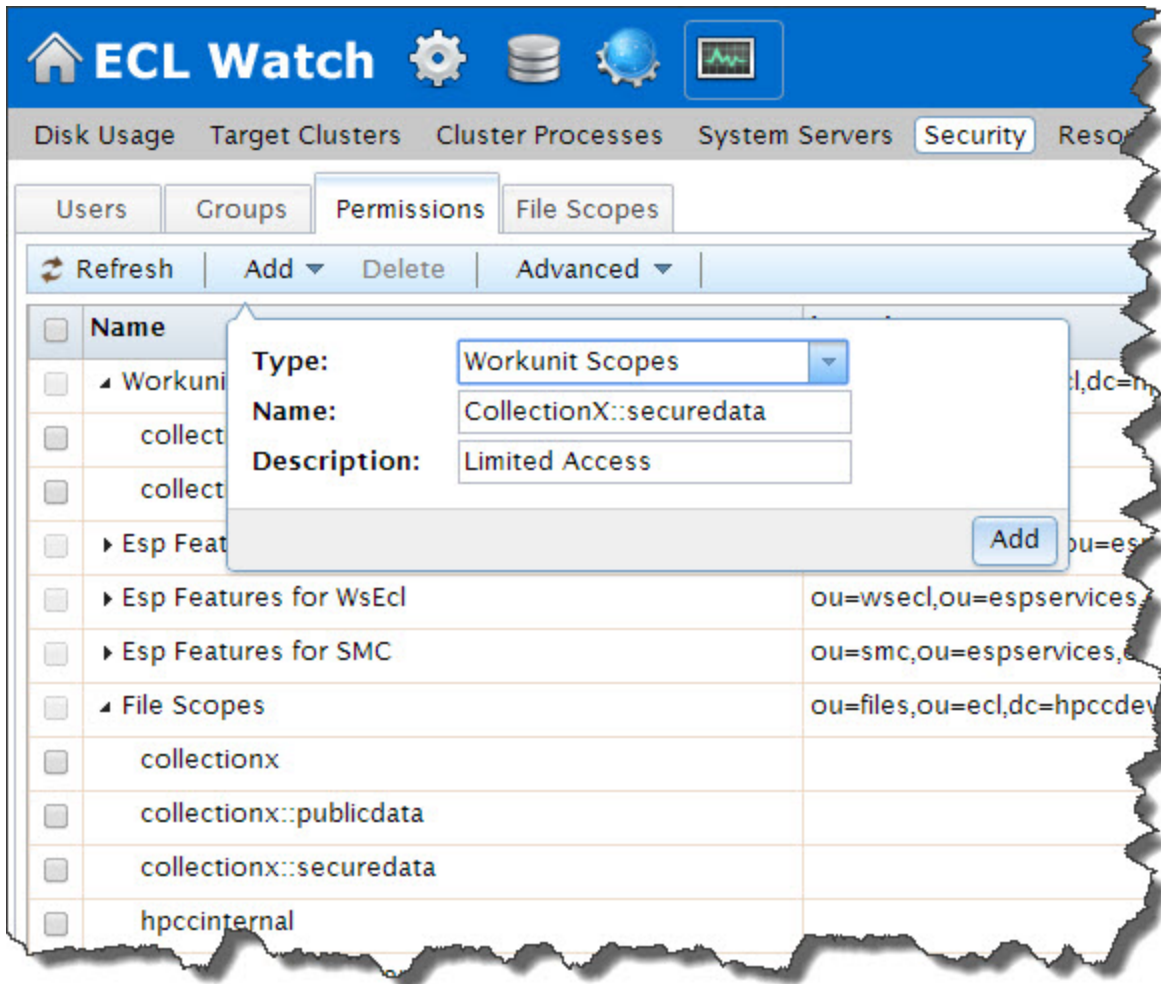 ECL Watch
Disk Usage Target Clusters Cluster Processes System Servers Security
Users Groups Permissions File Scopes
Refresh Add Delete Advanced
Name
Type: Workunit Scopes
Name: CollectionX::securedata
Description: Limited Access
Add
Esp Features for WsEcl ou=wsecl,ou=espservices,
Esp Features for SMC ou=smc,ou=espservices,
File Scopes ou=files,ou=ecl,dc=hpccdev
collectionx
collectionx::publicdata
collectionx::securedata
hpccinternal